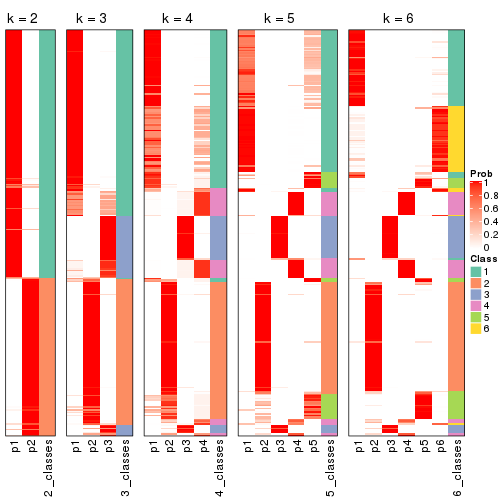 k = 2
k = 3
k = 4
k = 5
k = 6
Prob
1
0.8
0.6
0.4
0.2
0
Class
1
2
3
4
5
6
p1
p2
2_classes
p1
p2
p3
3_classes
p1
p2
p3
p4
4_classes
p1
p2
p3
p4
p5
5_classes
p1
p2
p3
p4
p5
p6
6_classes